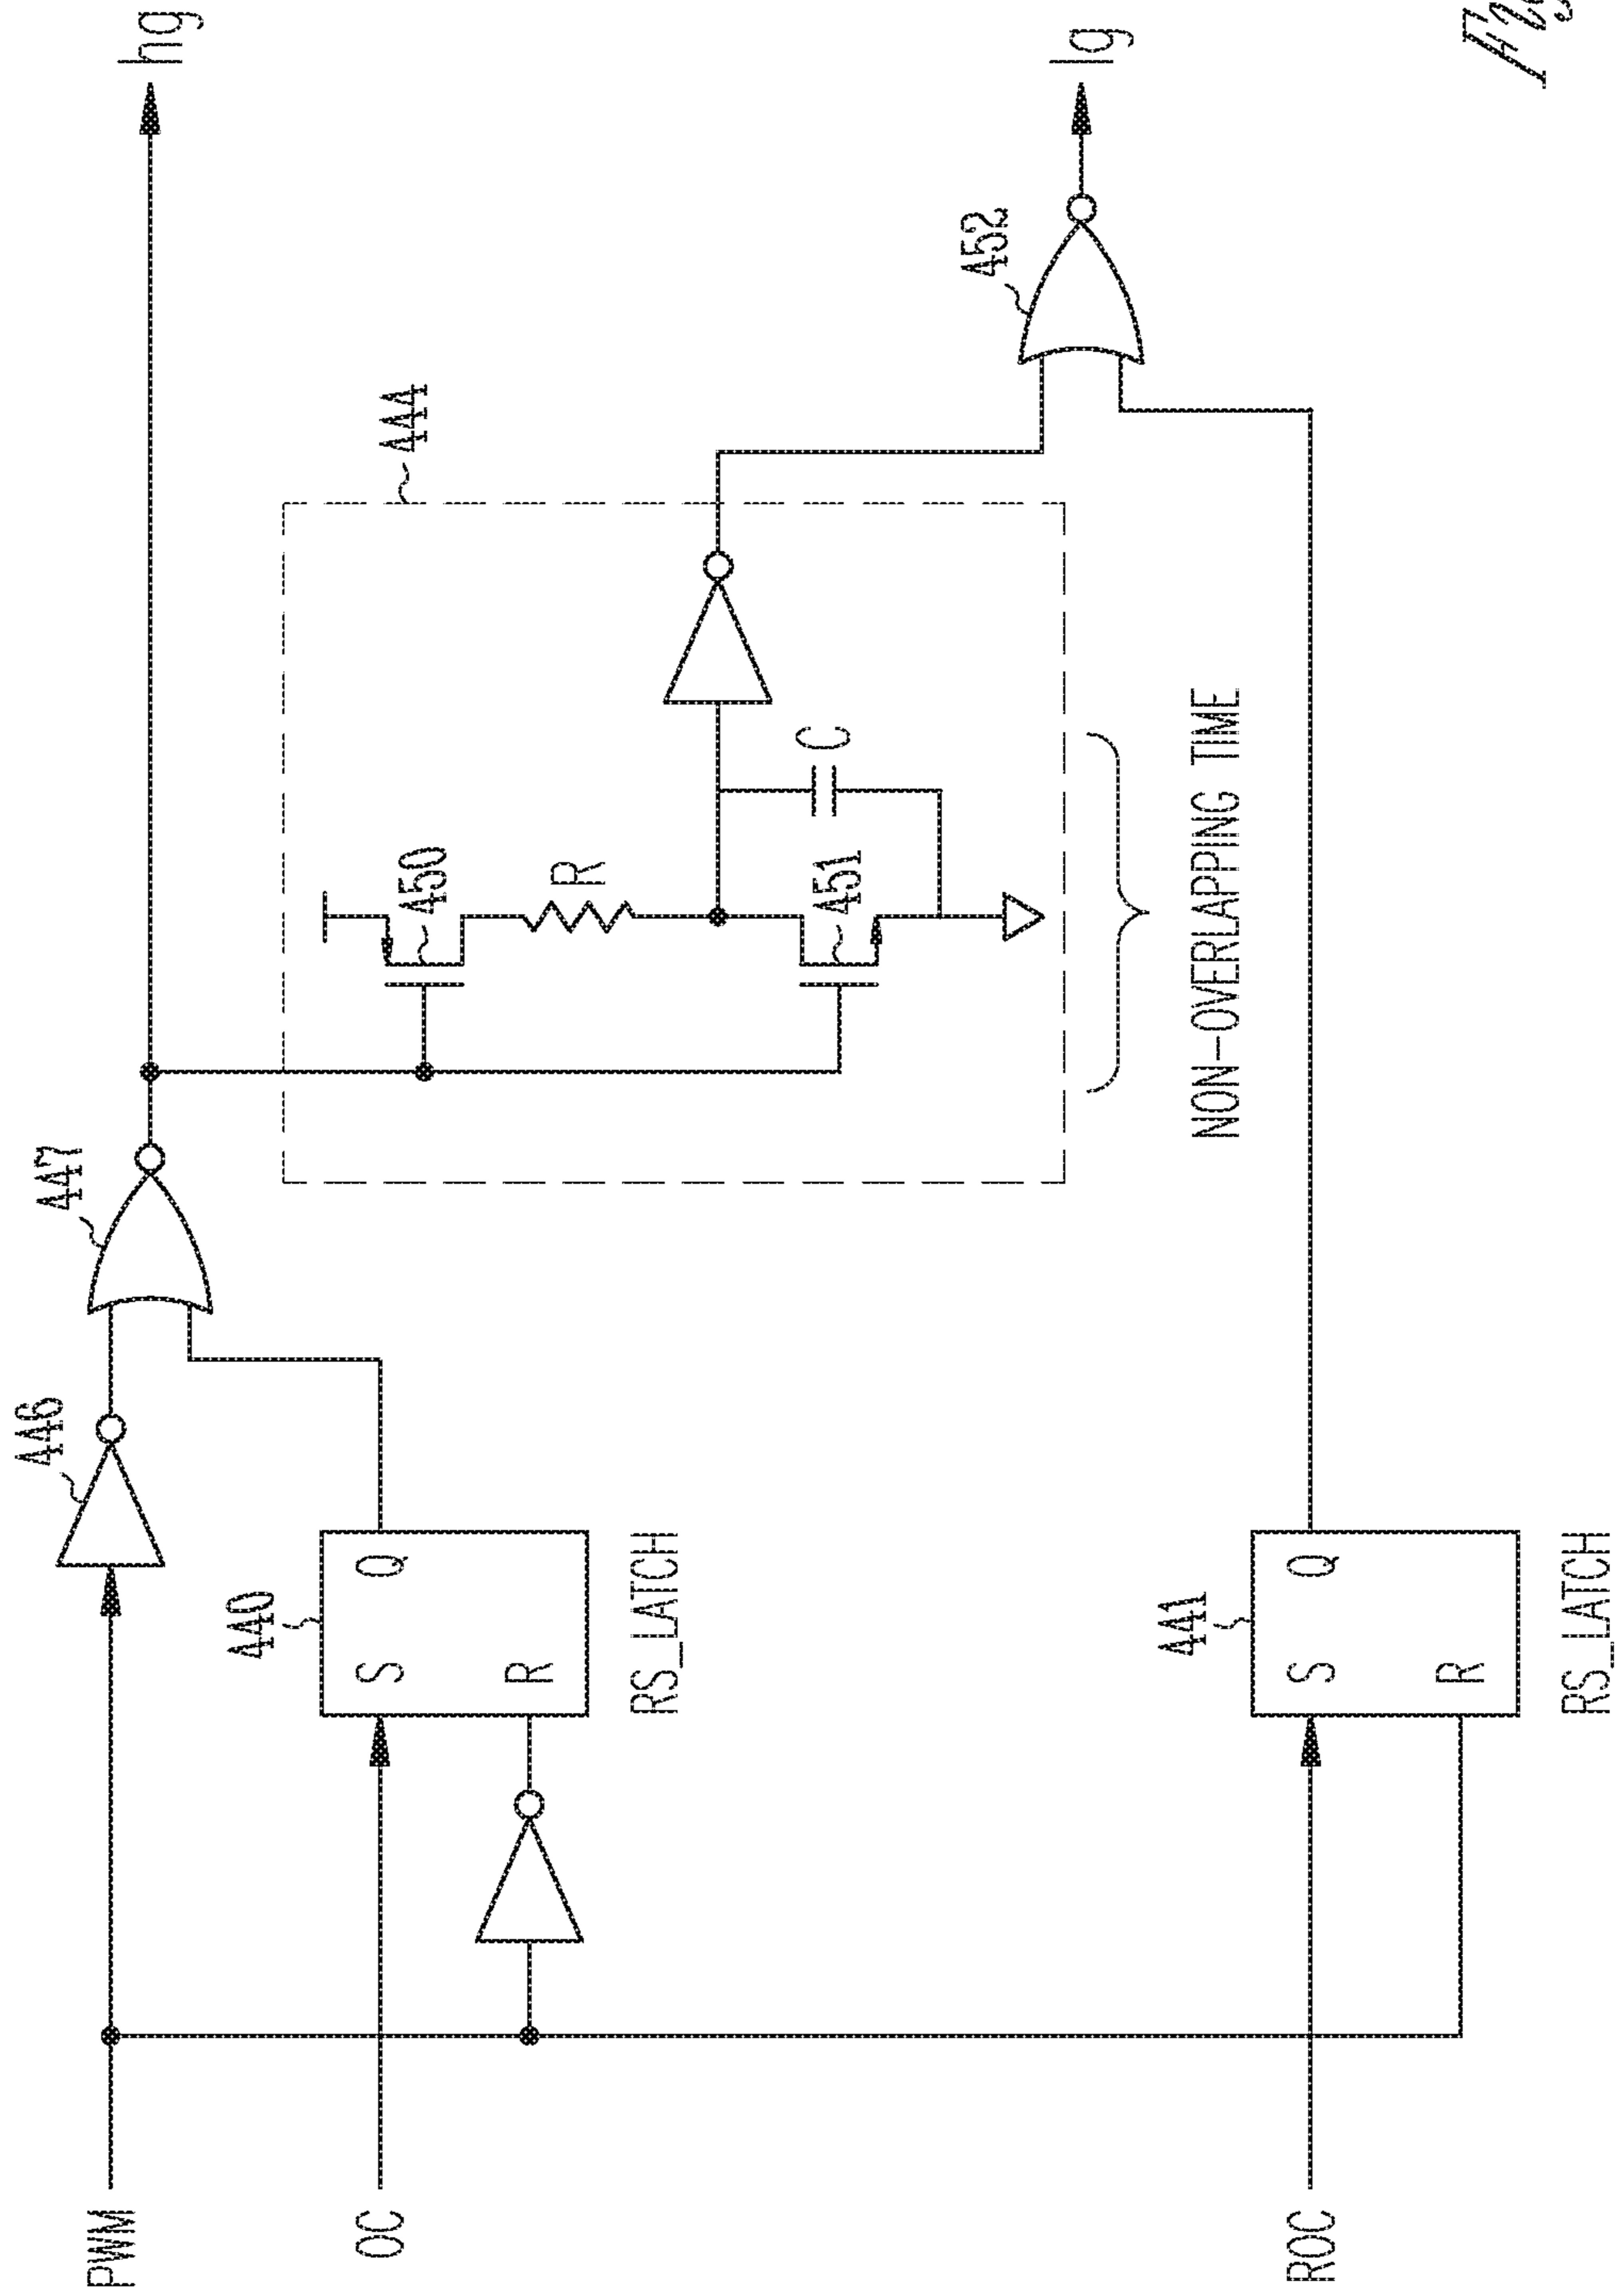 PWM
446
447
hg
OC
440
S Q
R
RS_LATCH
444
450
R
C
451
NON-OVERLAPPING TIME
452
lg
ROC
441
S Q
R
RS_LATCH